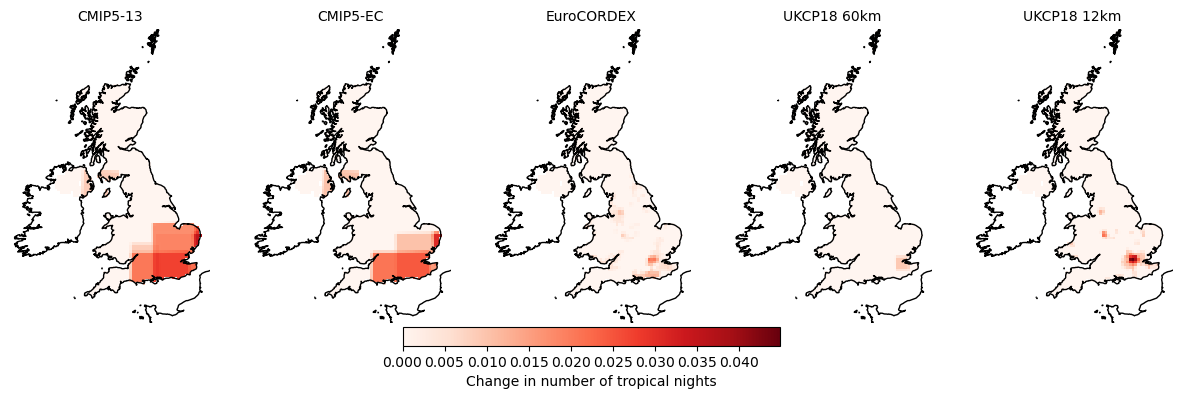 CMIP5-13 CMIP5-EC EuroCORDEX UKCP18 60km UKCP18 12km
0.000 0.005 0.010 0.015 0.020 0.025 0.030 0.035 0.040
Change in number of tropical nights